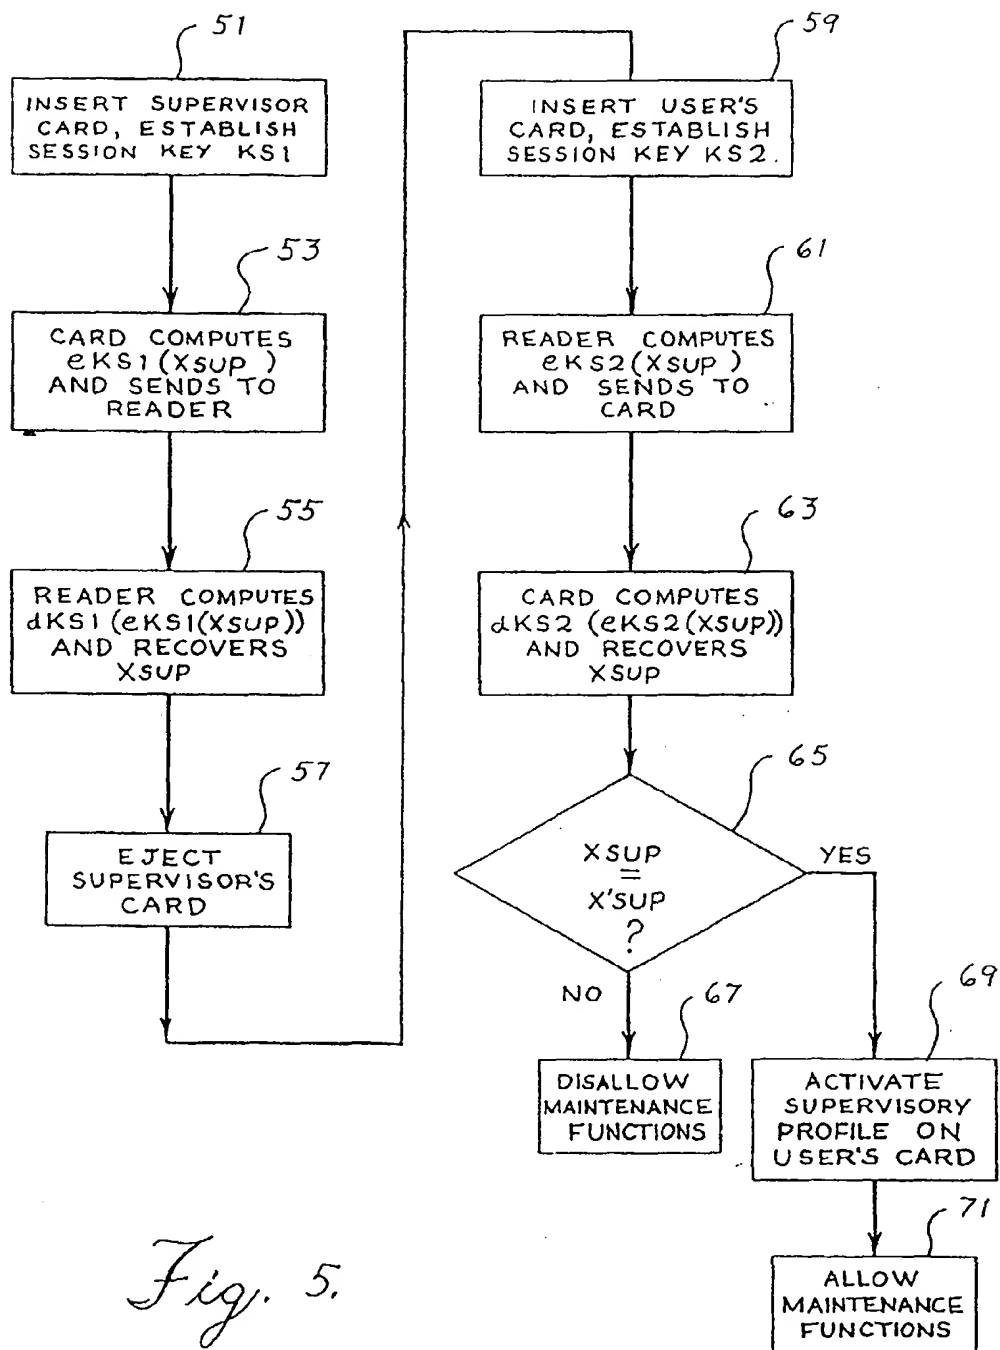 51
INSERT SUPERVISOR
CARD, ESTABLISH
SESSION KEY KS1
53
CARD COMPUTES
eKS1(XSUP )
AND SENDS TO
READER
55
READER COMPUTES
dKS1 (eKS1(XSUP))
AND RECOVERS
XSUP
57
EJECT
SUPERVISOR'S
CARD
59
INSERT USER'S
CARD, ESTABLISH
SESSION KEY KS2.
61
READER COMPUTES
eKS2(XSUP )
AND SENDS TO
CARD
63
CARD COMPUTES
dKS2 (eKS2(XSUP))
AND RECOVERS
XSUP
65
XSUP
=
X'SUP
?
YES
NO
67
DISALLOW
MAINTENANCE
FUNCTIONS
69
ACTIVATE
SUPERVISORY
PROFILE ON
USER'S CARD
71
ALLOW
MAINTENANCE
FUNCTIONS
Fig. 5.